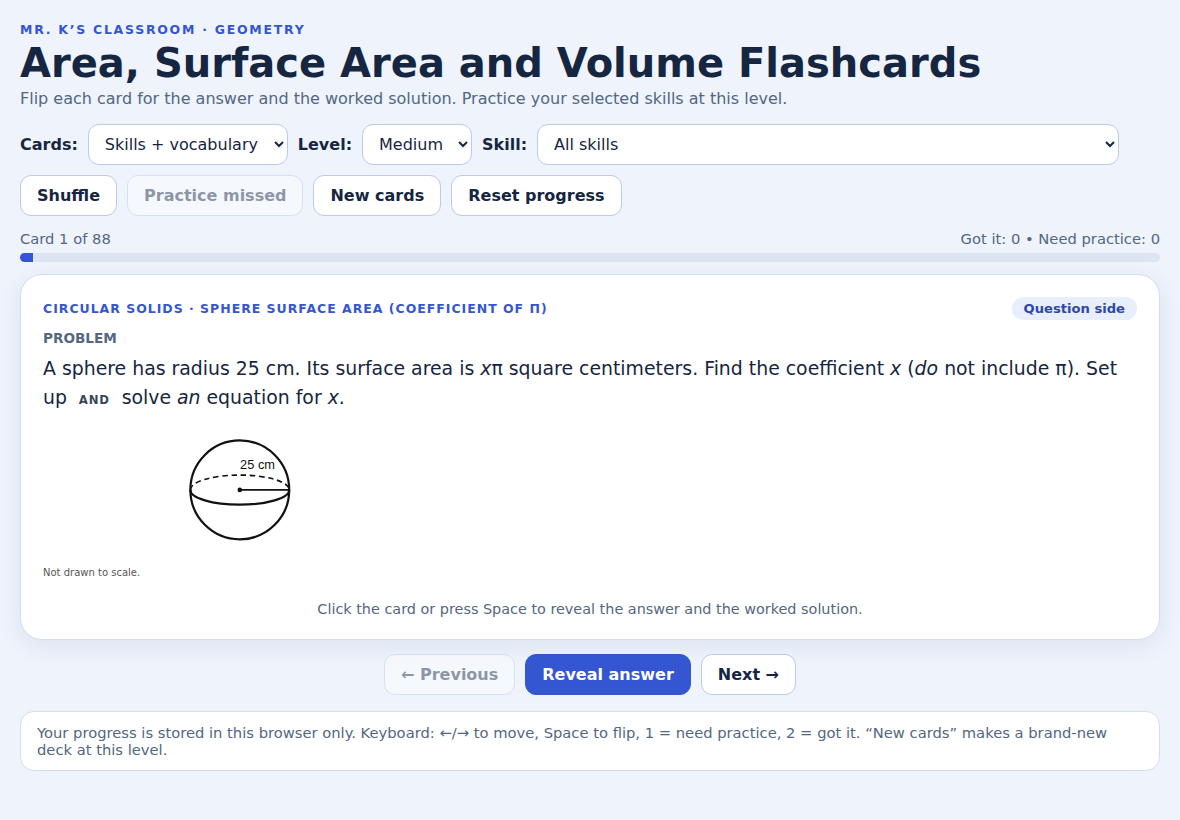 MR. K’S CLASSROOM · GEOMETRY
Area, Surface Area and Volume Flashcards
Flip each card for the answer and the worked solution. Practice your selected skills at this level.
Cards: Skills + vocabulary Level: Medium Skill: All skills
Shuffle Practice missed New cards Reset progress
Card 1 of 88 Got it: 0 • Need practice: 0
CIRCULAR SOLIDS · SPHERE SURFACE AREA (COEFFICIENT OF Π) Question side
PROBLEM
A sphere has radius 25 cm. Its surface area is xπ square centimeters. Find the coefficient x (do not include π). Set
up AND solve an equation for x.
25 cm
Not drawn to scale.
Click the card or press Space to reveal the answer and the worked solution.
← Previous Reveal answer Next →
Your progress is stored in this browser only. Keyboard: ←/→ to move, Space to flip, 1 = need practice, 2 = got it. “New cards” makes a brand-new
deck at this level.